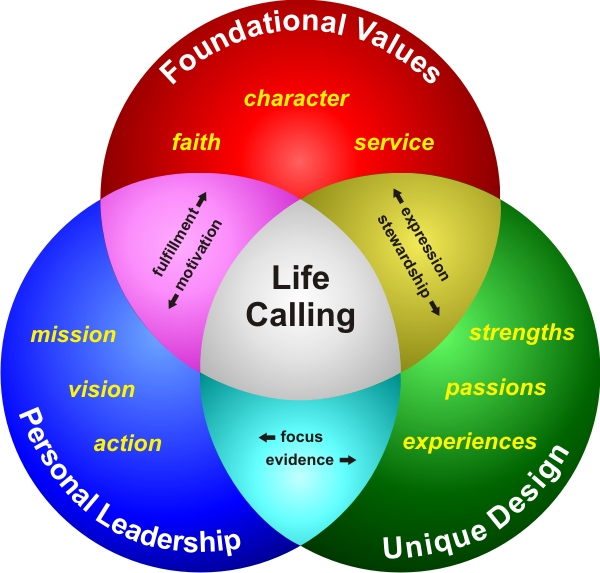 Foundational Values
character
faith
service
fulfillment
motivation
expression
stewardship
Life
Calling
mission
vision
action
strengths
passions
experiences
focus
evidence
Personal Leadership
Unique Design